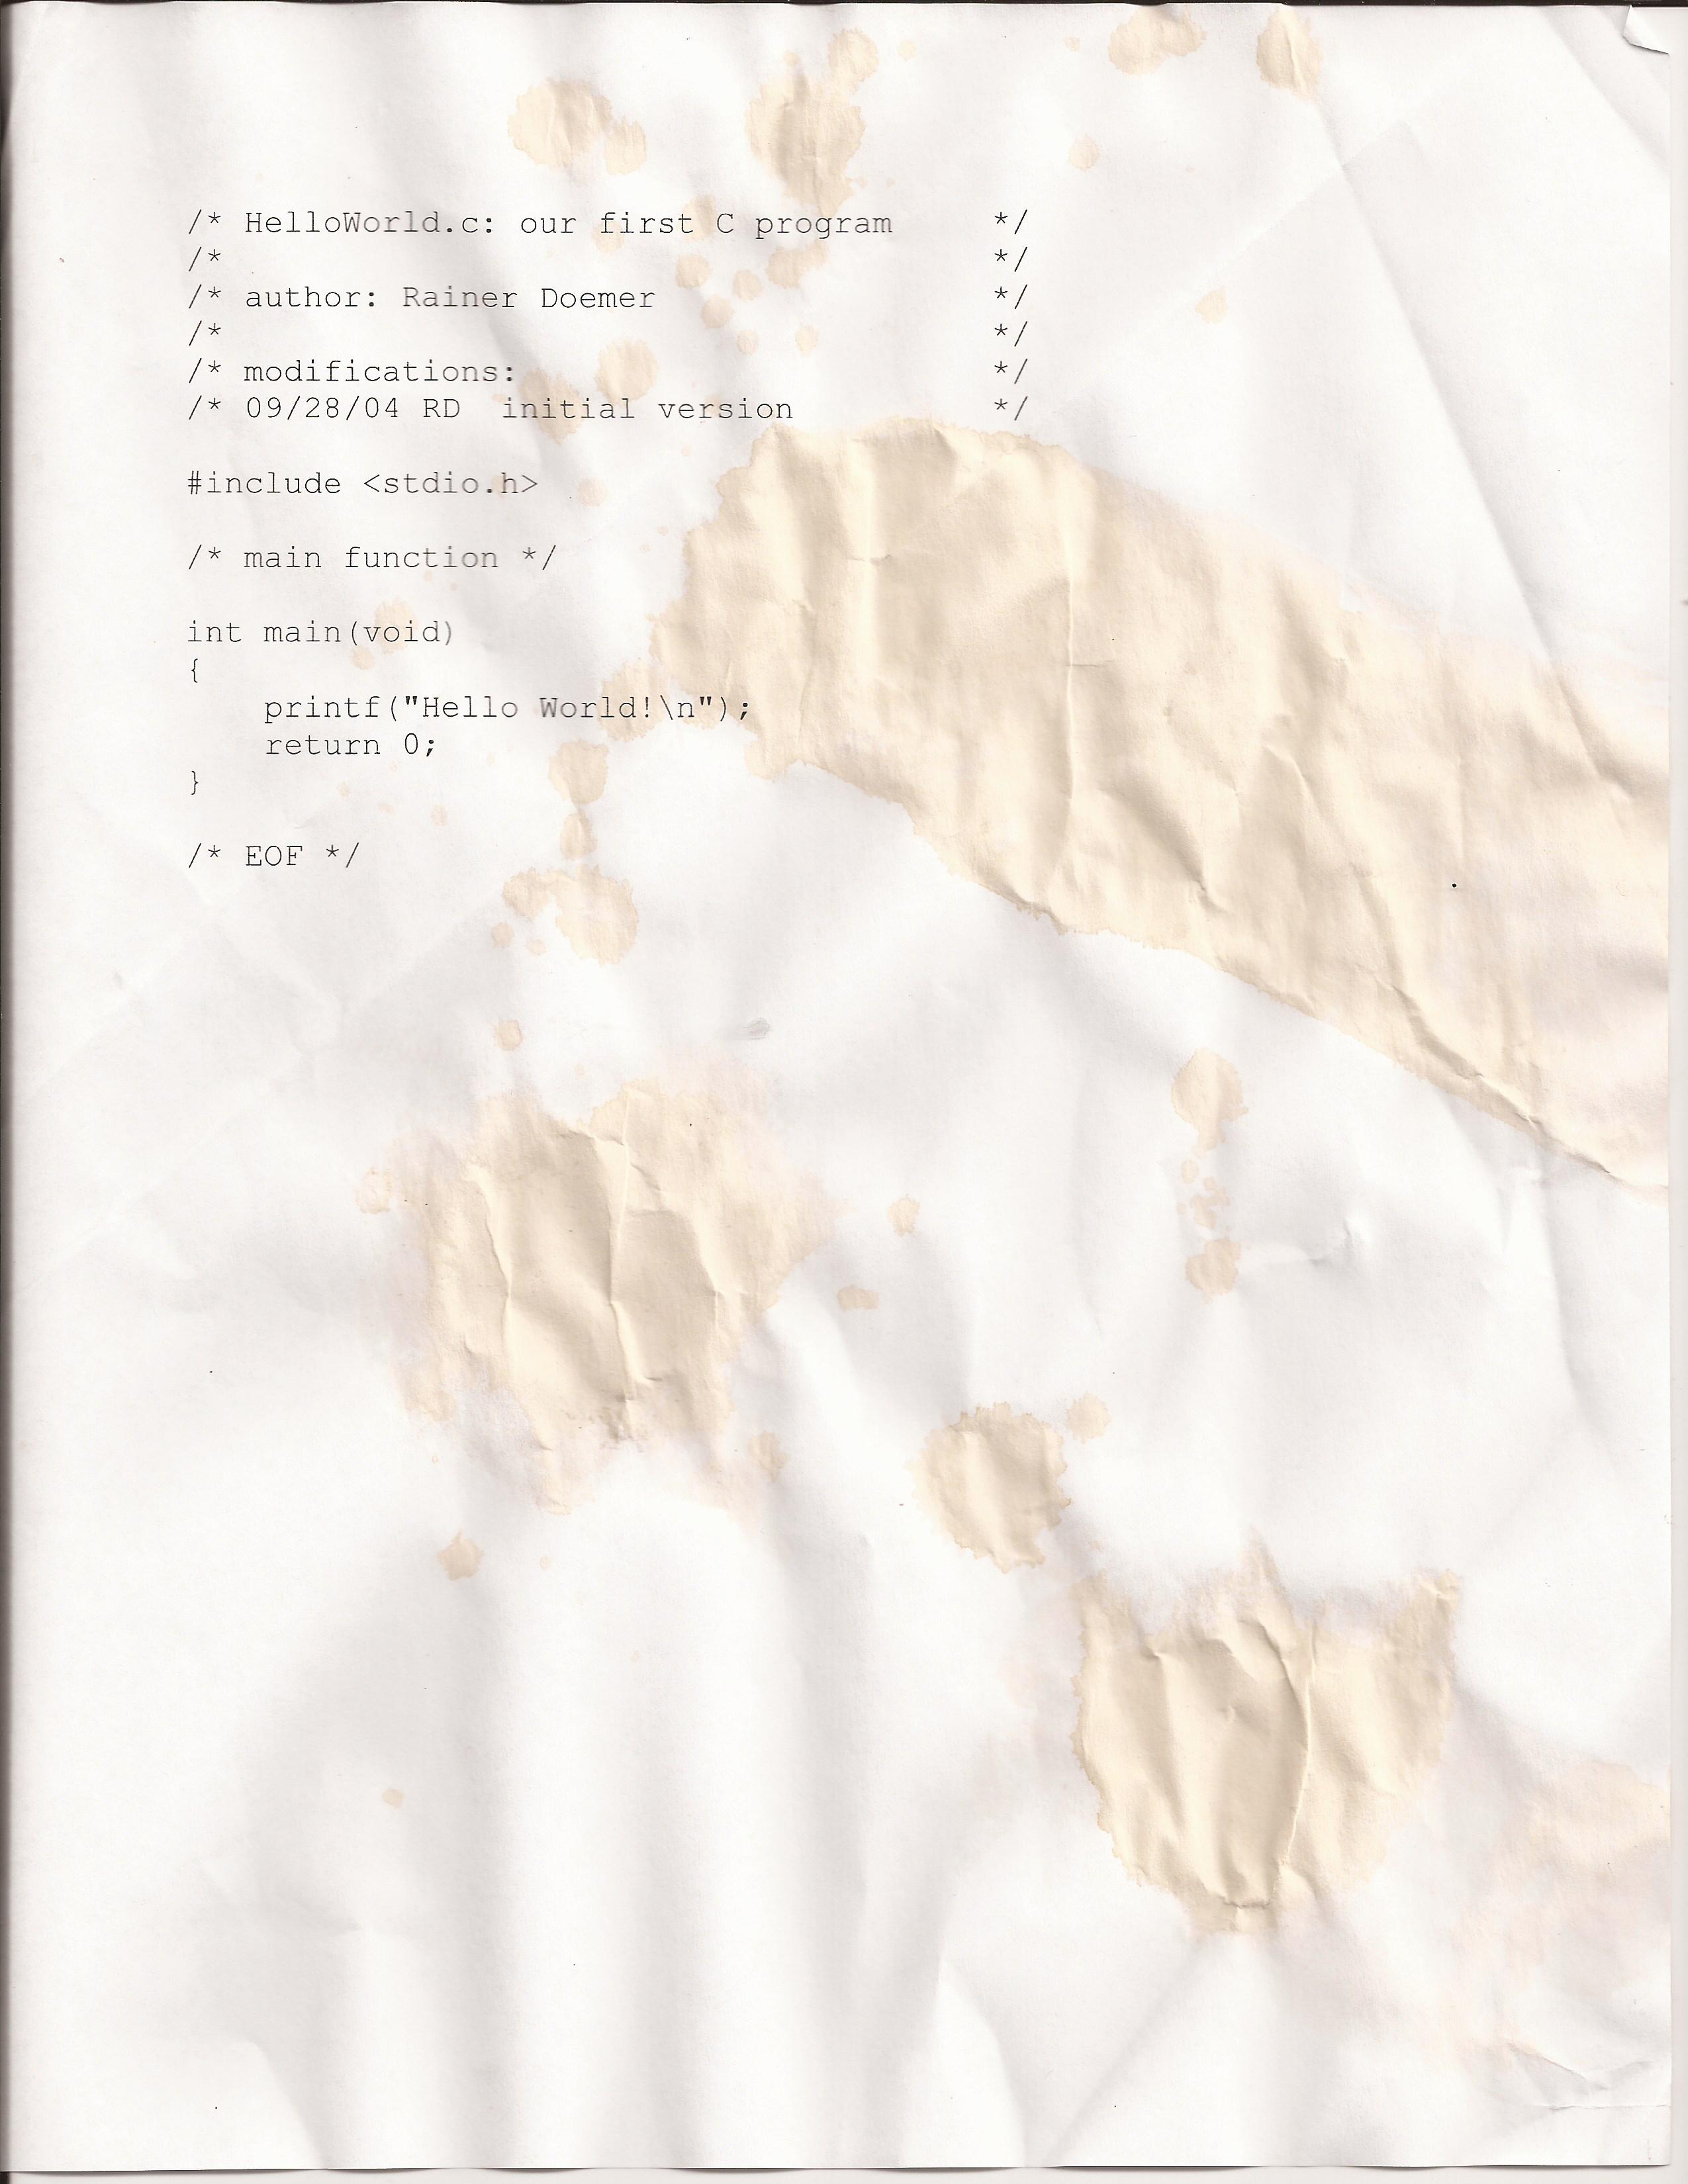 /* HelloWorld.c: our first C program      */
/*                                        */
/* author: Rainer Doemer                  */
/*                                        */
/* modifications:                         */
/* 09/28/04 RD  initial version           */
#include <stdio.h>
/* main function */
int main(void)
{
    printf("Hello World!\n");
    return 0;
}
/* EOF */